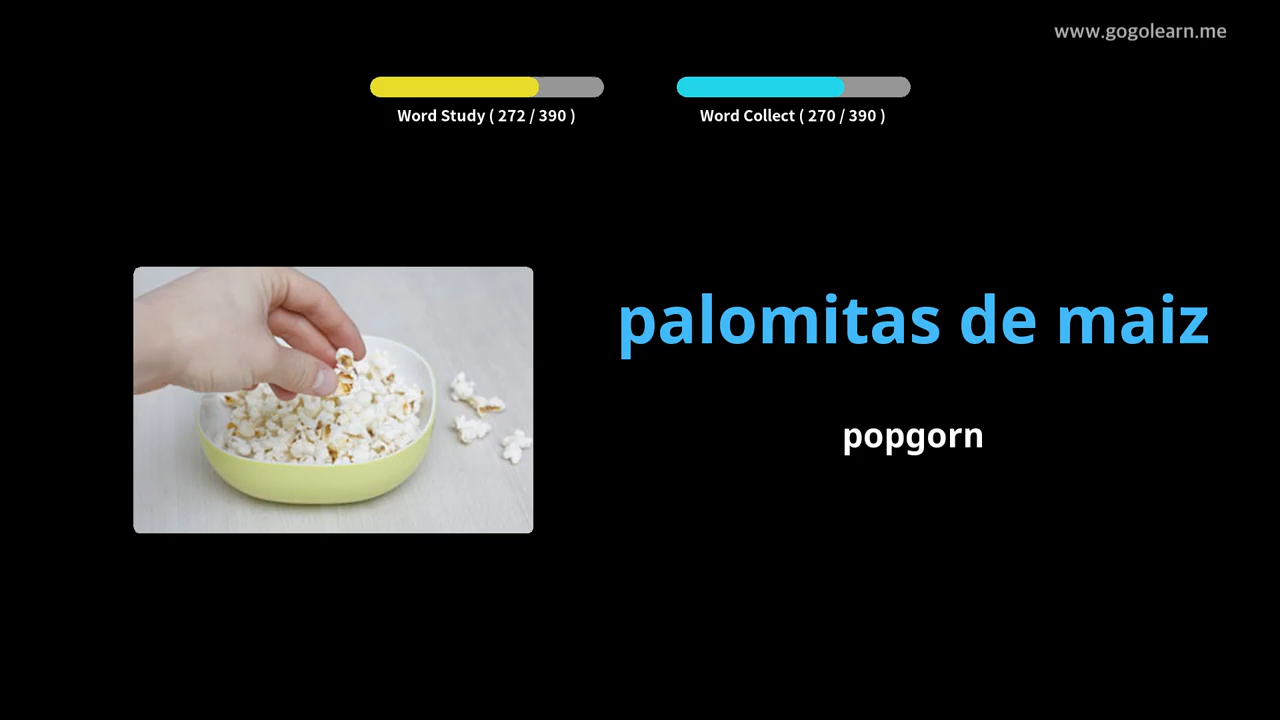 www.gogolearn.me
Word Study ( 272 / 390 )
Word Collect ( 270 / 390 )
palomitas de maiz
popgorn